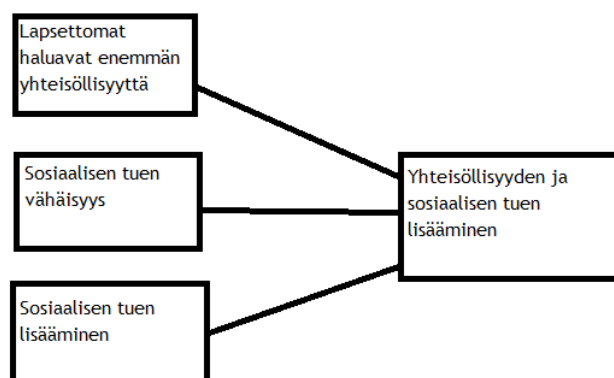 Lapsettomat
haluavat enemmän
yhteisöllisyyttä
Sosiaalisen tuen
vähäisyys
Sosiaalisen tuen
lisääminen
Yhteisöllisyyden ja
sosiaalisen tuen
lisääminen